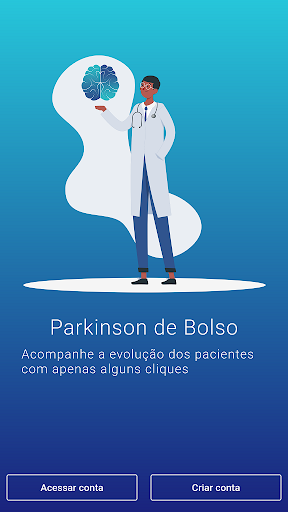 Parkinson de Bolso
Acompanhe a evolução dos pacientes
com apenas alguns cliques
Acessar conta
Criar conta